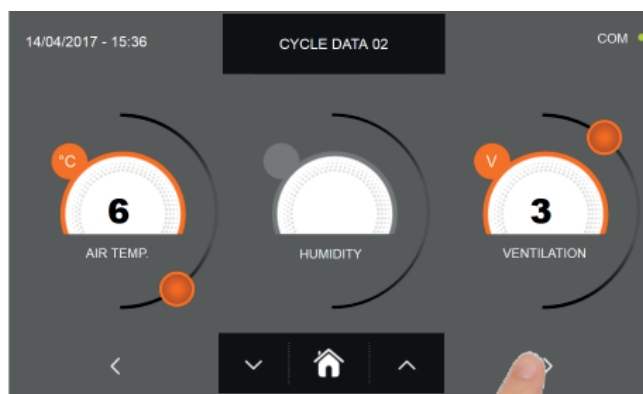 14/04/2017 - 15:36
CYCLE DATA 02
COM
°C
V
6
3
AIR TEMP.
HUMIDITY
VENTILATION